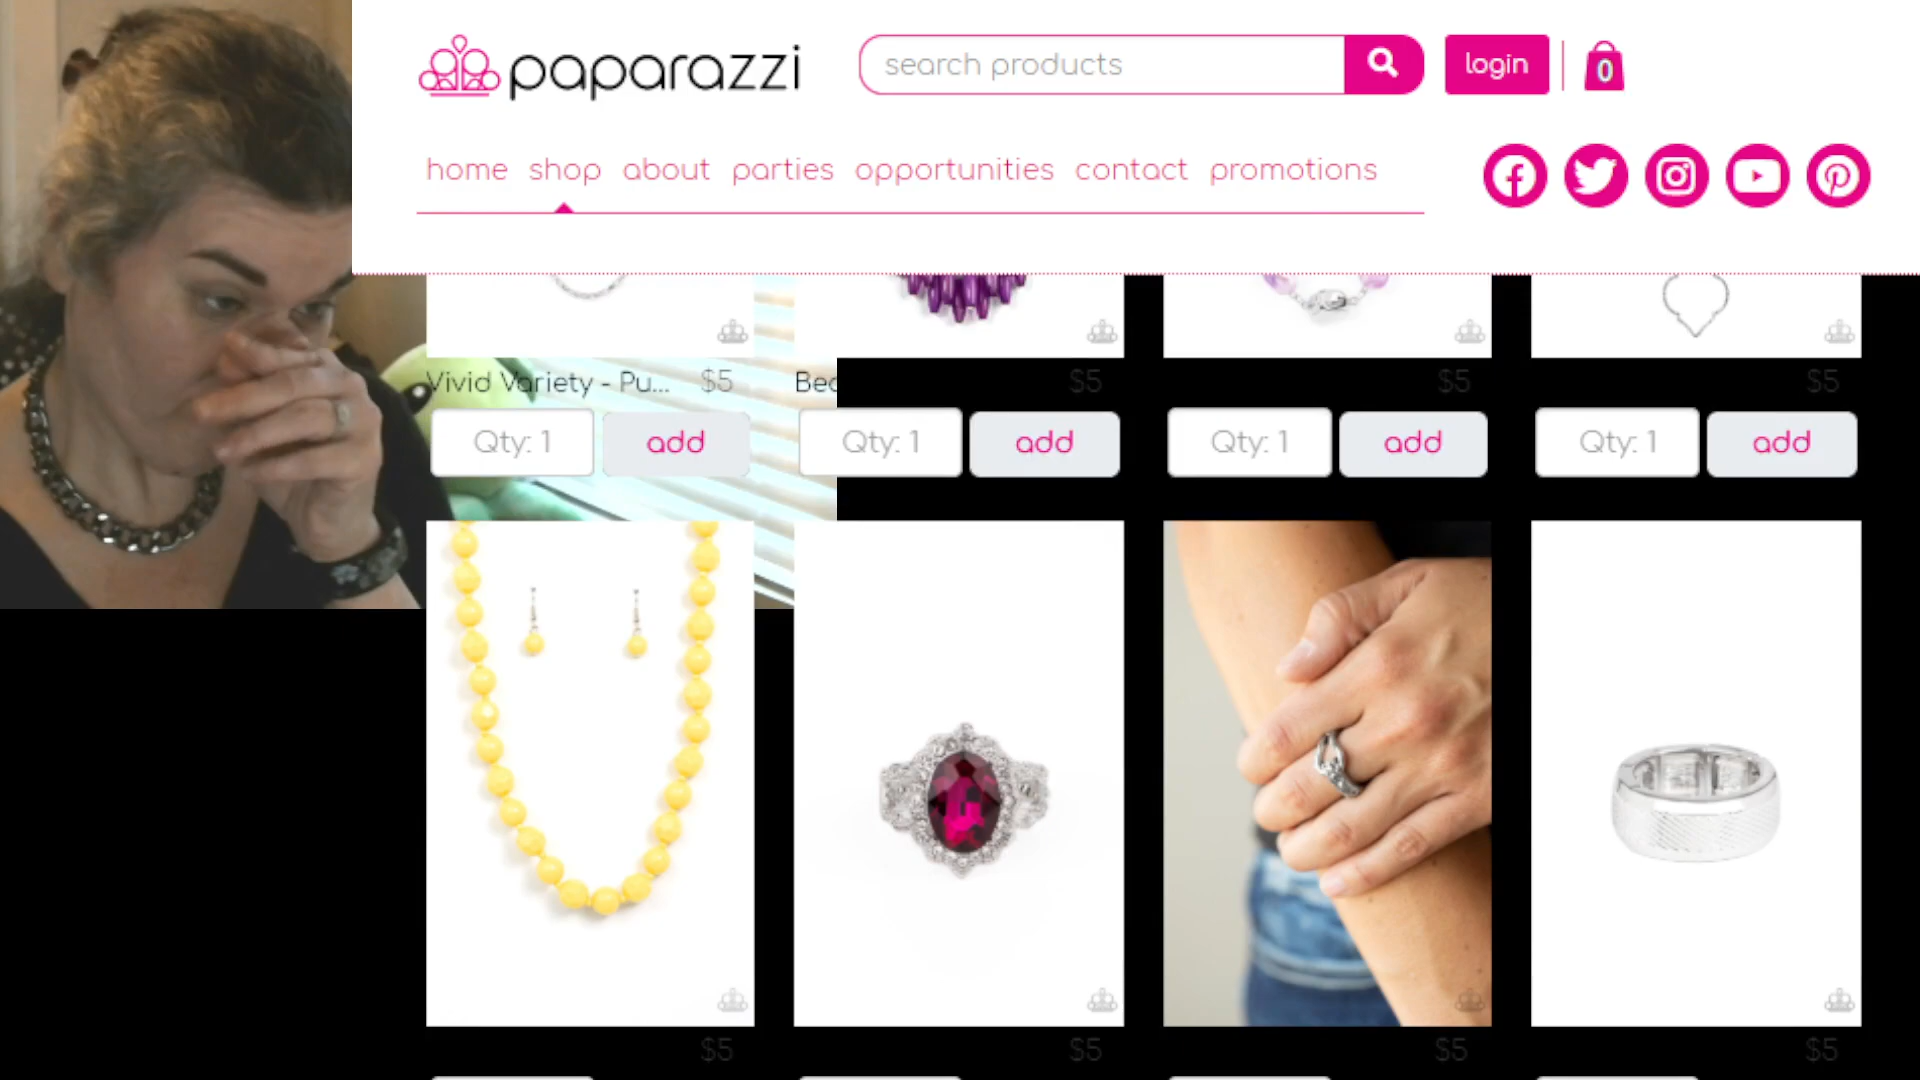 paparazzi
search products
login
0
home shop about parties opportunities contact promotions
Vivid Variety - Pu... $5
$5
$5
$5
Qty: 1 add
Qty: 1 add
Qty: 1 add
Qty: 1 add
$5
$5
$5
$5